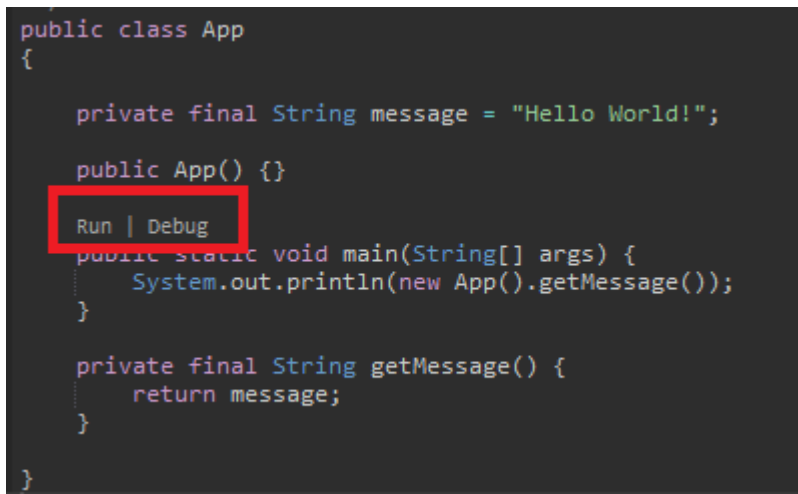 public class App
{
private final String message = "Hello World!";
public App() {}
Run | Debug
public static void main(String[] args) {
System.out.println(new App().getMessage());
}
private final String getMessage() {
return message;
}
}